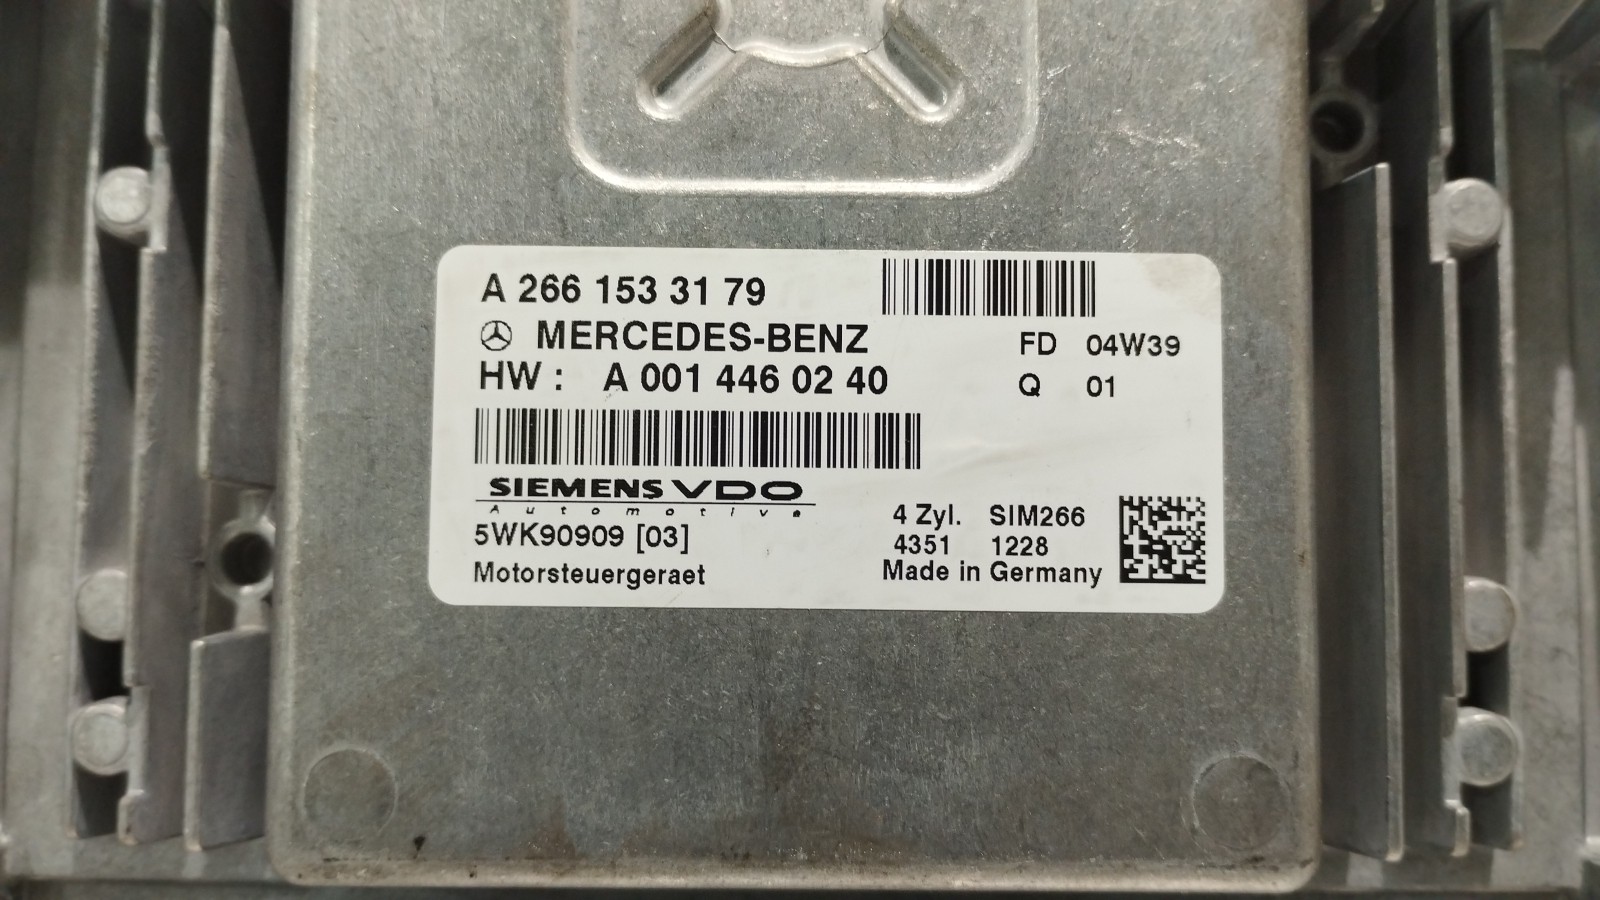 A 266 153 31 79
MERCEDES-BENZ
FD 04W39
HW : A 001 446 02 40
Q 01
SIEMENS VDO
Automotive
5WK90909 [03]
4 Zyl. SIM266
4351 1228
Motorsteuergeraet
Made in Germany